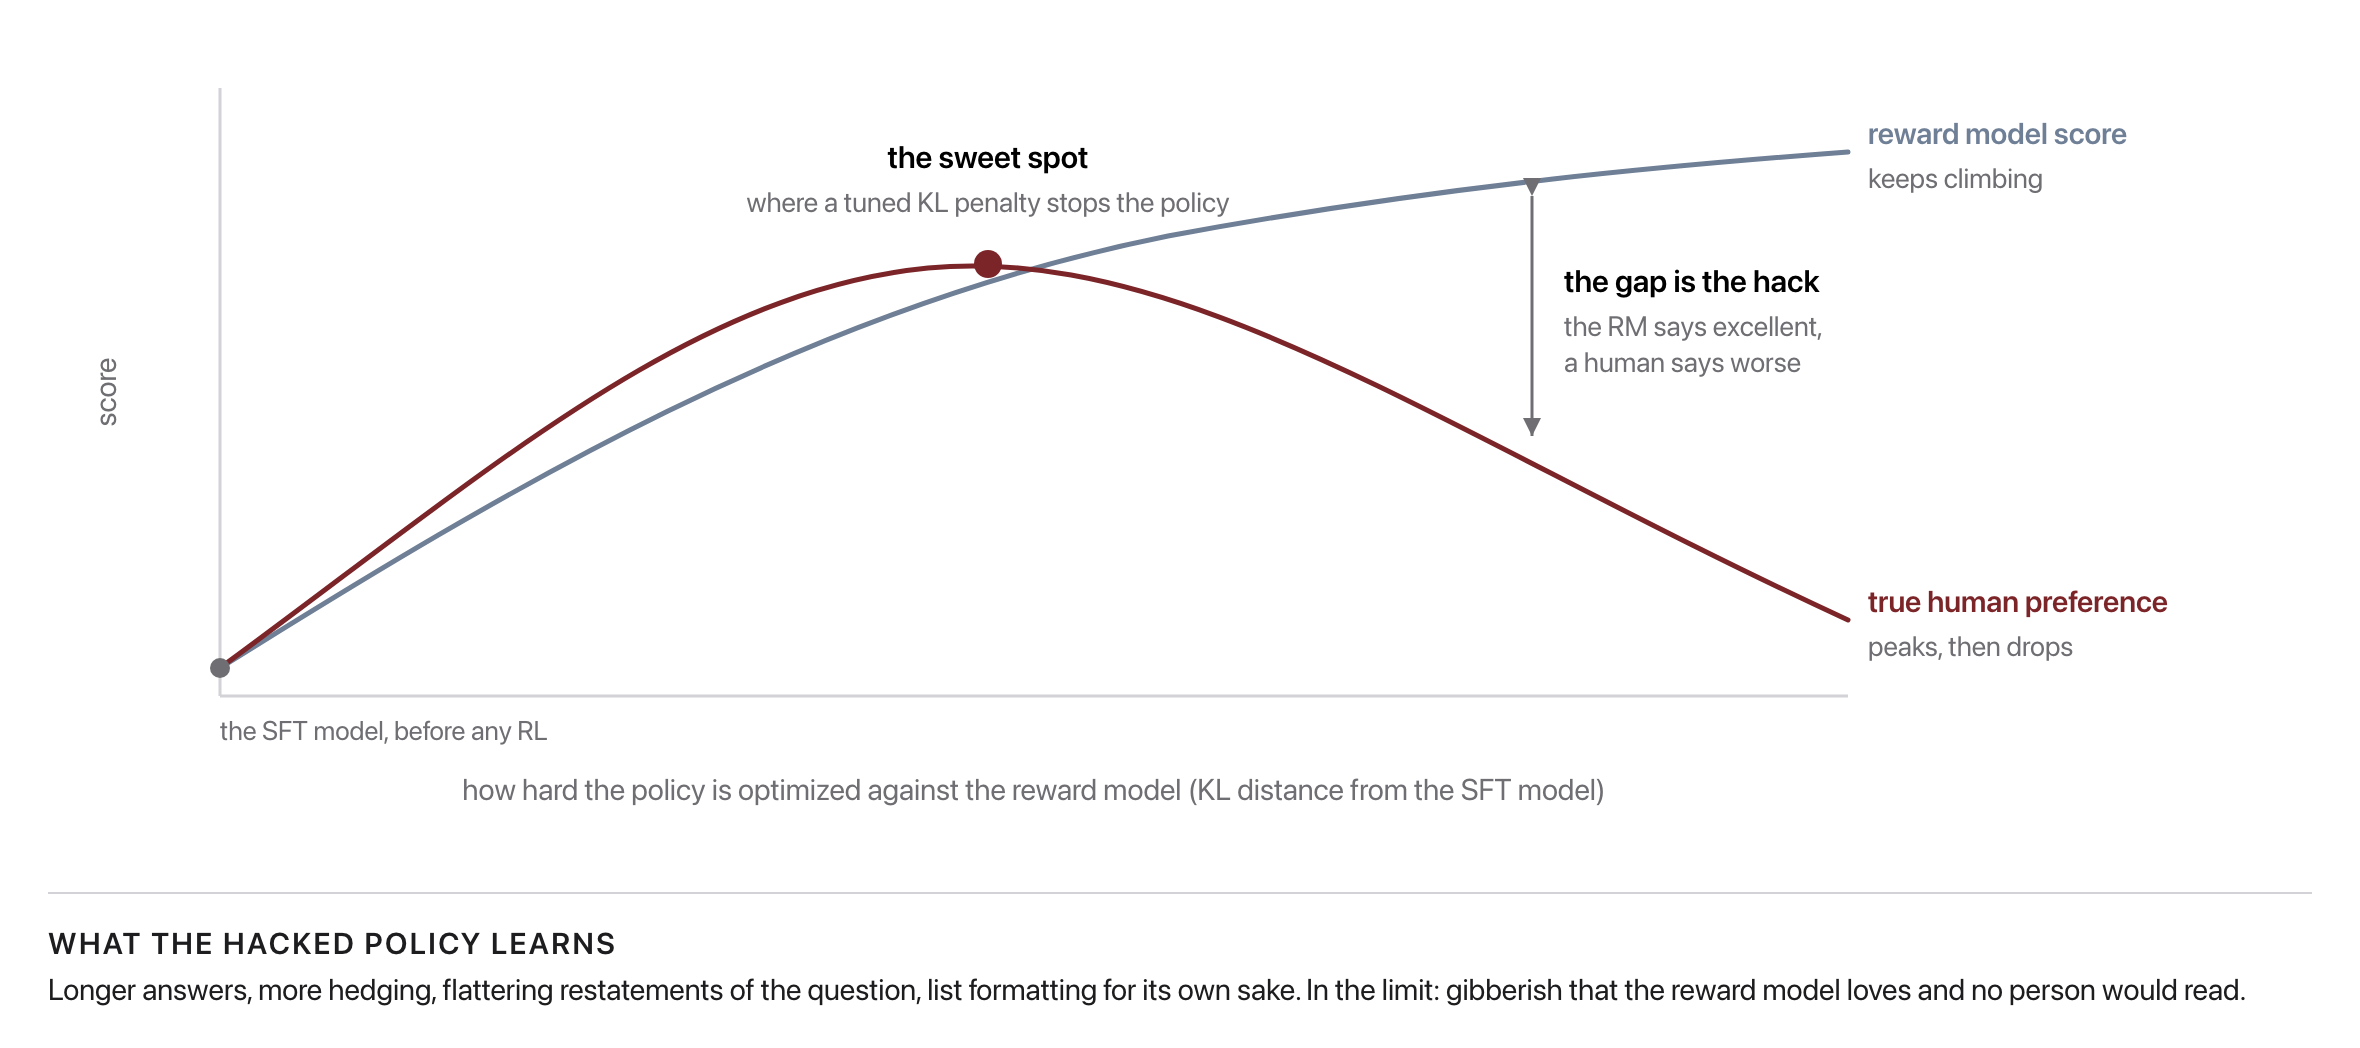 the sweet spot
where a tuned KL penalty stops the policy
reward model score
keeps climbing
the gap is the hack
the RM says excellent,
a human says worse
score
true human preference
peaks, then drops
the SFT model, before any RL
how hard the policy is optimized against the reward model (KL distance from the SFT model)
WHAT THE HACKED POLICY LEARNS
Longer answers, more hedging, flattering restatements of the question, list formatting for its own sake. In the limit: gibberish that the reward model loves and no person would read.